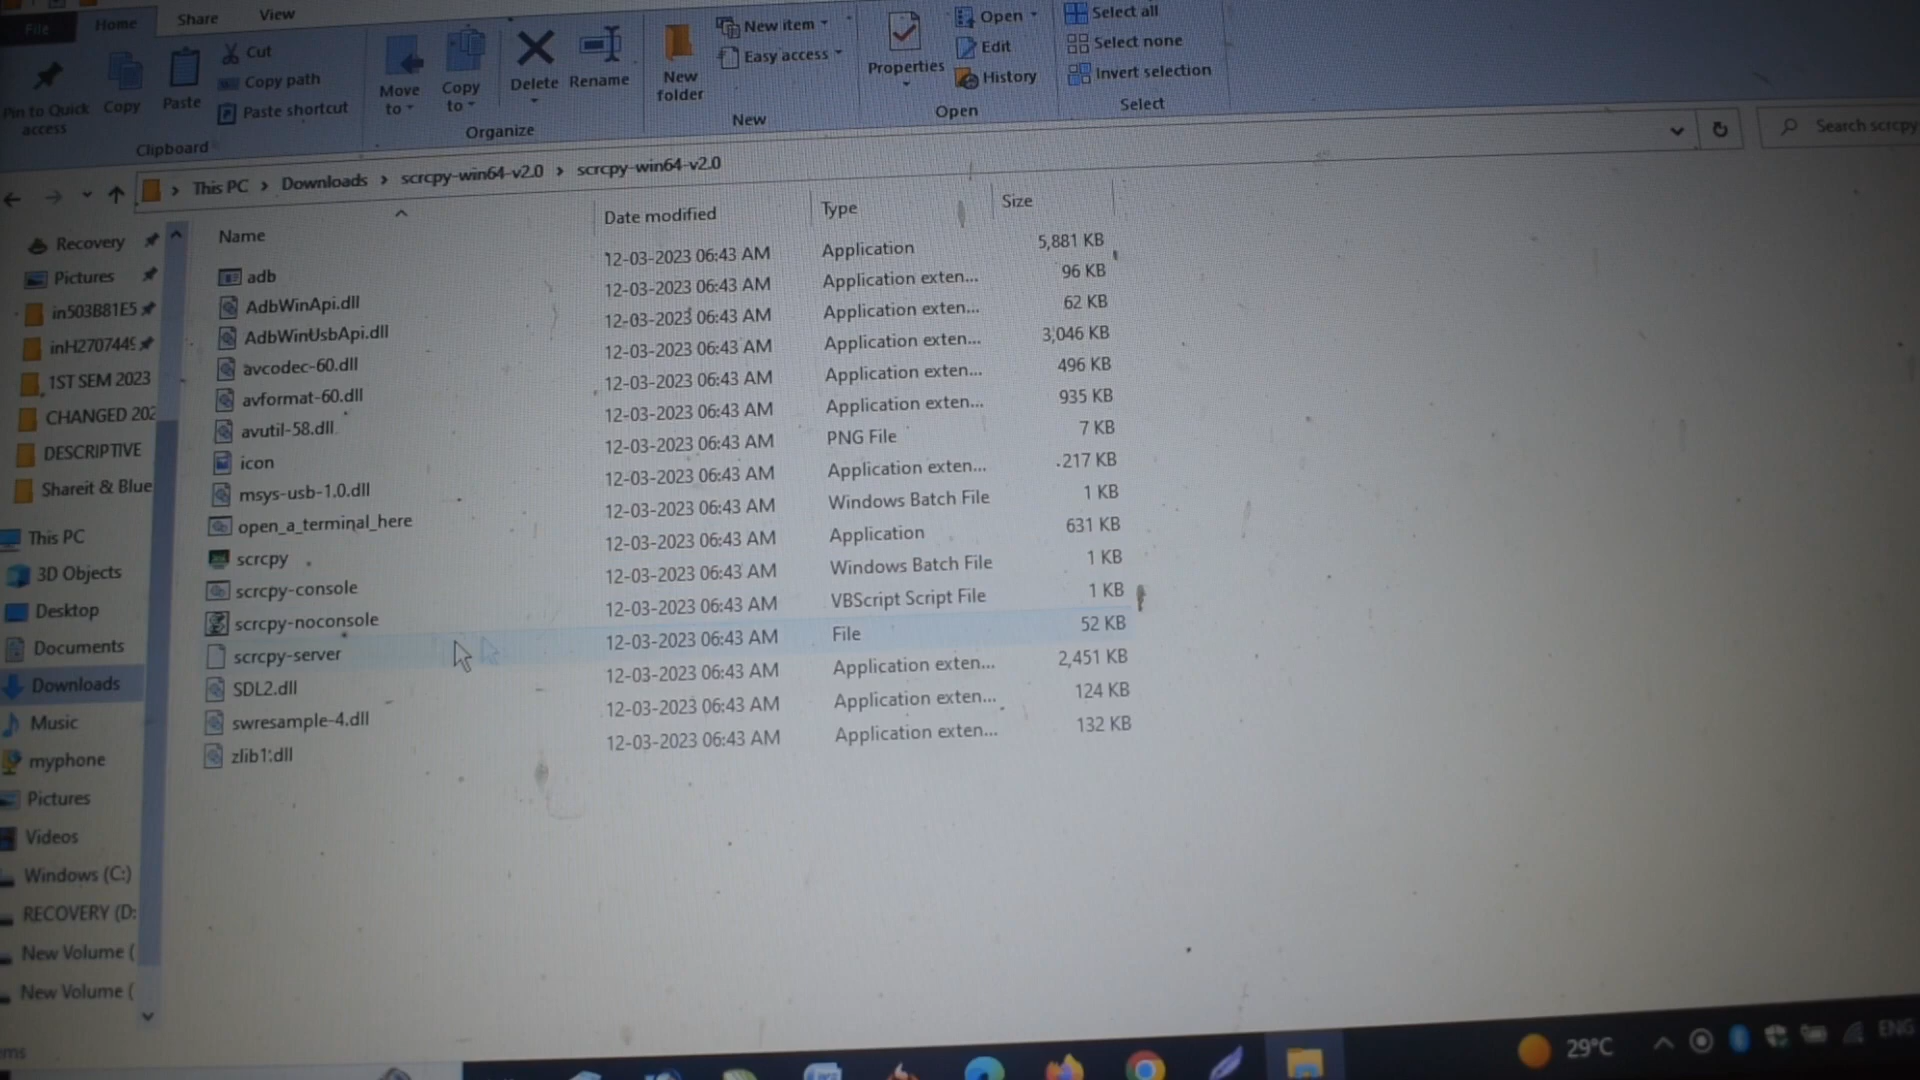 File Home Share View
Pin to Quick access
Copy
Paste
Cut
Copy path
Paste shortcut
Clipboard
Move to
Copy to
Delete
Rename
Organize
New folder
New item
Easy access
New
Properties
Open
Edit
History
Open
Select all
Select none
Invert selection
Select
This PC > Downloads > scrcpy-win64-v2.0 > scrcpy-win64-v2.0
Search scrcpy
Recovery
Pictures
in503B81E5
inH2707449
1ST SEM 2023
CHANGED 202
DESCRIPTIVE
Shareit & Blue
This PC
3D Objects
Desktop
Documents
Downloads
Music
myphone
Pictures
Videos
Windows (C:)
RECOVERY (D:
New Volume (
New Volume (
Name Date modified Type Size
adb 12-03-2023 06:43 AM Application 5,881 KB
AdbWinApi.dll 12-03-2023 06:43 AM Application exten... 96 KB
AdbWinUsbApi.dll 12-03-2023 06:43 AM Application exten... 62 KB
avcodec-60.dll 12-03-2023 06:43 AM Application exten... 3,046 KB
avformat-60.dll 12-03-2023 06:43 AM Application exten... 496 KB
avutil-58.dll 12-03-2023 06:43 AM Application exten... 935 KB
icon 12-03-2023 06:43 AM PNG File 7 KB
msys-usb-1.0.dll 12-03-2023 06:43 AM Application exten... 217 KB
open_a_terminal_here 12-03-2023 06:43 AM Windows Batch File 1 KB
scrcpy 12-03-2023 06:43 AM Application 631 KB
scrcpy-console 12-03-2023 06:43 AM Windows Batch File 1 KB
scrcpy-noconsole 12-03-2023 06:43 AM VBScript Script File 1 KB
scrcpy-server 12-03-2023 06:43 AM File 52 KB
SDL2.dll 12-03-2023 06:43 AM Application exten... 2,451 KB
swresample-4.dll 12-03-2023 06:43 AM Application exten... 124 KB
zlib1.dll 12-03-2023 06:43 AM Application exten... 132 KB
ems
29°C
ENG